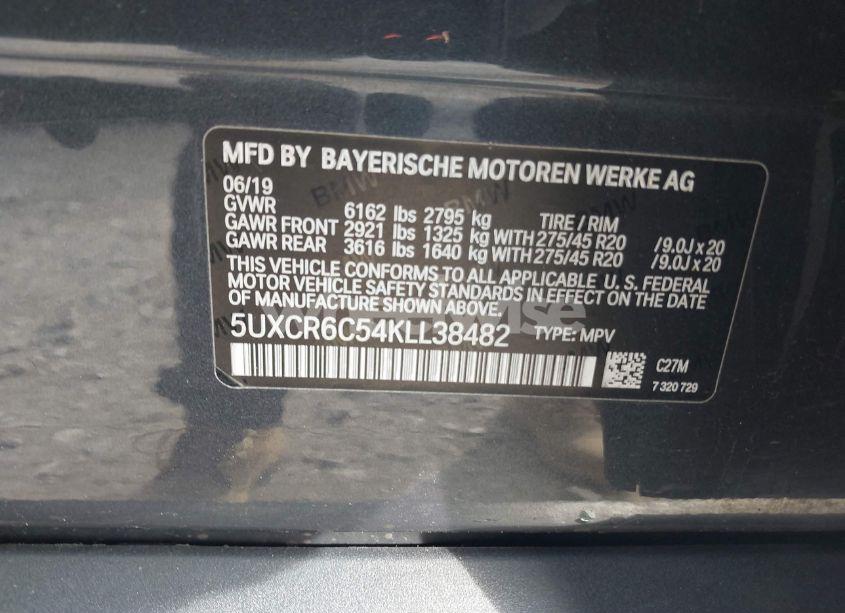 MFD BY BAYERISCHE MOTOREN WERKE AG
06/19
GVWR 6162 lbs 2795 kg TIRE / RIM
GAWR FRONT 2921 lbs 1325 kg WITH 275/45 R20 /9.0J x 20
GAWR REAR 3616 lbs 1640 kg WITH 275/45 R20 /9.0J x 20
THIS VEHICLE CONFORMS TO ALL APPLICABLE U. S. FEDERAL
MOTOR VEHICLE SAFETY STANDARDS IN EFFECT ON THE DATE
OF MANUFACTURE SHOWN ABOVE.
5UXCR6C54KLL38482 TYPE: MPV
C27M
7 320 729